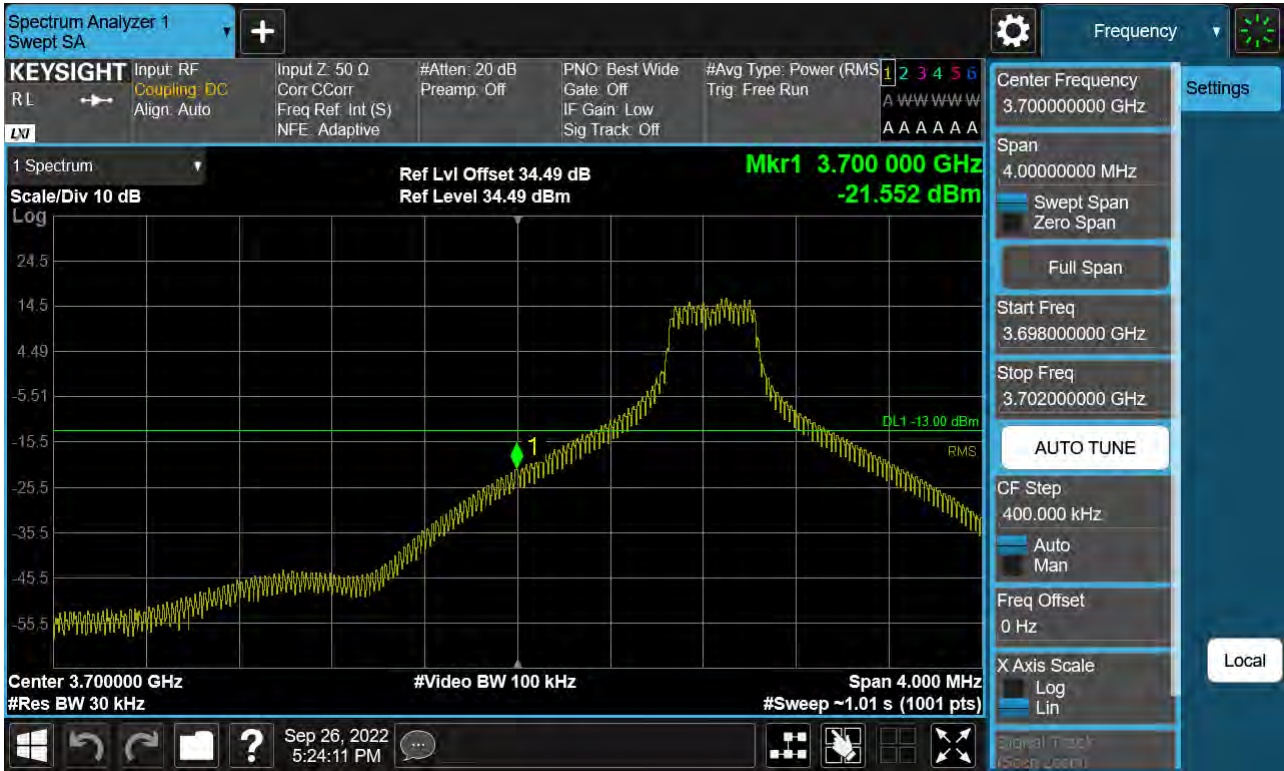 Spectrum Analyzer 1
Swept SA
Frequency
KEYSIGHT
RL
LXI
Input: RF
Coupling: DC
Align: Auto
Input Z: 50 Ω
Corr CCorr
Freq Ref: Int (S)
NFE: Adaptive
#Atten: 20 dB
Preamp: Off
PNO: Best Wide
Gate: Off
IF Gain: Low
Sig Track: Off
#Avg Type: Power (RMS
Trig: Free Run
1 2 3 4 5 6
A W W W W W
A A A A A A
1 Spectrum
Scale/Div 10 dB
Log
Ref Lvl Offset 34.49 dB
Ref Level 34.49 dBm
Mkr1 3.700 000 GHz
-21.552 dBm
24.5
14.5
4.49
-5.51
-15.5
-25.5
-35.5
-45.5
-55.5
1
DL1 -13.00 dBm
RMS
Center 3.700000 GHz
#Res BW 30 kHz
#Video BW 100 kHz
Span 4.000 MHz
#Sweep ~1.01 s (1001 pts)
Center Frequency
3.700000000 GHz
Span
4.00000000 MHz
Swept Span
Zero Span
Full Span
Start Freq
3.698000000 GHz
Stop Freq
3.702000000 GHz
AUTO TUNE
CF Step
400.000 kHz
Auto
Man
Freq Offset
0 Hz
X Axis Scale
Log
Lin
Signal Track
(Span Zoom)
Settings
Local
?
Sep 26, 2022
5:24:11 PM